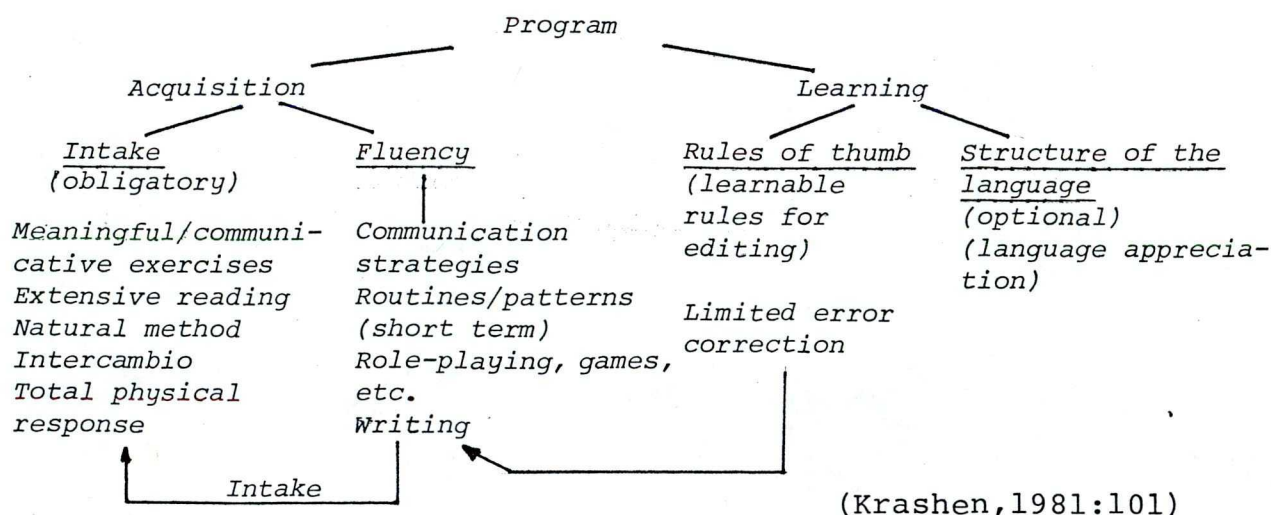 Program
Acquisition
Learning
Intake
(obligatory)
Meaningful/communi-
cative exercises
Extensive reading
Natural method
Intercambio
Total physical
response
Fluency
Communication
strategies
Routines/patterns
(short term)
Role-playing, games,
etc.
Writing
Rules of thumb
(learnable
rules for
editing)
Limited error
correction
Structure of the
language
(optional)
(language apprecia-
tion)
Intake
(Krashen,1981:101)